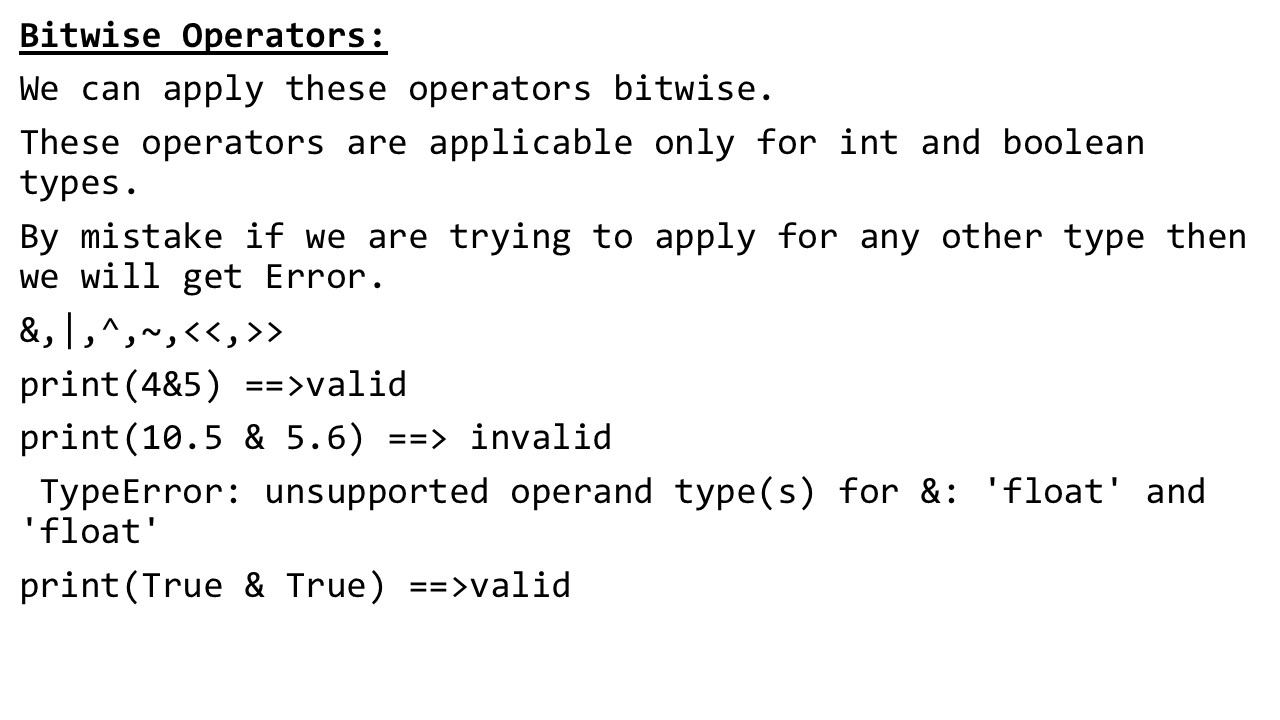 Bitwise Operators:
We can apply these operators bitwise.
These operators are applicable only for int and boolean
types.
By mistake if we are trying to apply for any other type then
we will get Error.
&,|,^,~,<<,>>
print(4&5) ==>valid
print(10.5 & 5.6) ==> invalid
TypeError: unsupported operand type(s) for &: 'float' and
'float'
print(True & True) ==>valid